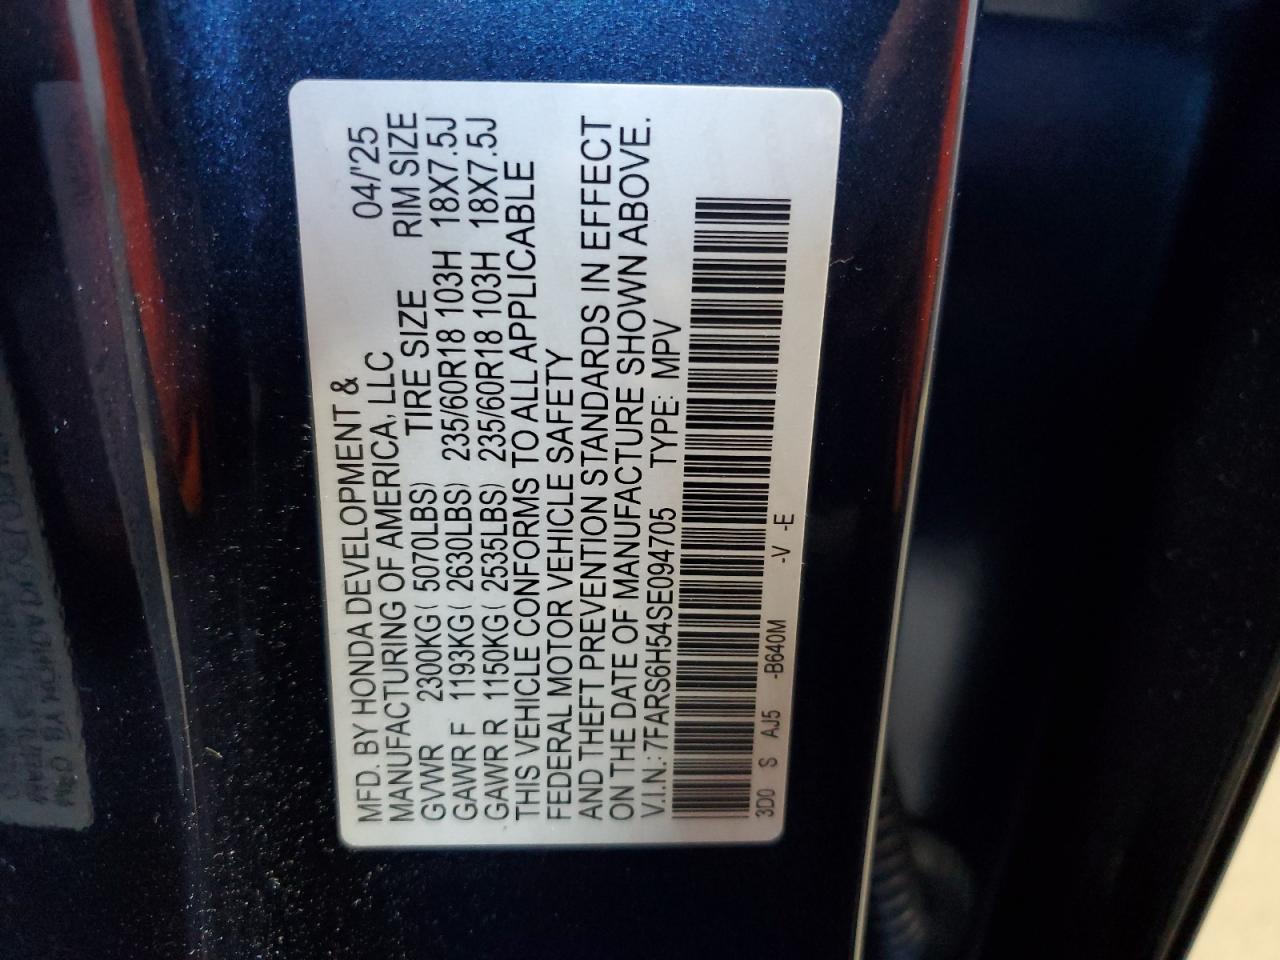 MFD. BY HONDA DEVELOPMENT & 04/'25
MANUFACTURING OF AMERICA, LLC
TIRE SIZE RIM SIZE
GVWR 2300KG( 5070LBS)
GAWR F 1193KG( 2630LBS) 235/60R18 103H 18X7.5J
GAWR R 1150KG( 2535LBS) 235/60R18 103H 18X7.5J
THIS VEHICLE CONFORMS TO ALL APPLICABLE
FEDERAL MOTOR VEHICLE SAFETY
AND THEFT PREVENTION STANDARDS IN EFFECT
ON THE DATE OF MANUFACTURE SHOWN ABOVE.
V.I.N.:7FARS6H54SE094705 TYPE: MPV
3D0 S AJ5 -B640M -V -E